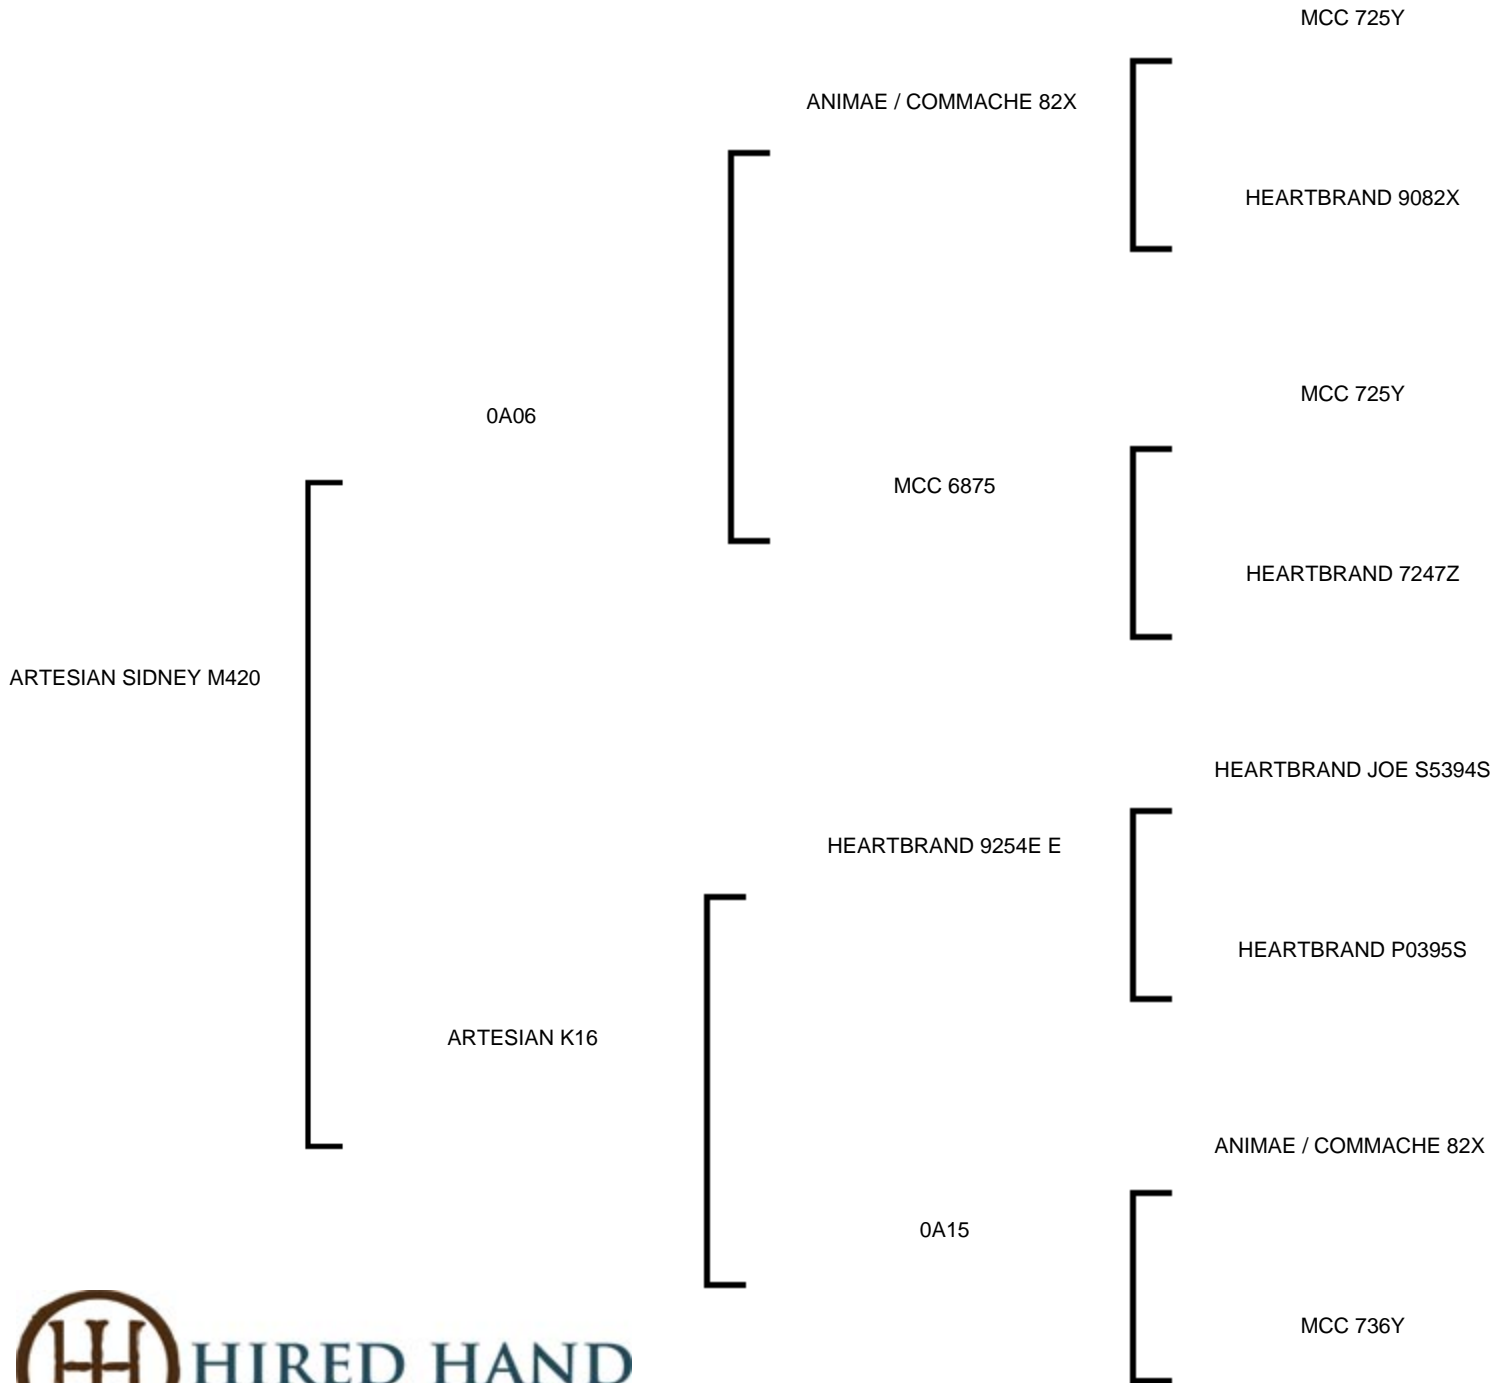 MCC 725Y
ANIMAE / COMMACHE 82X
HEARTBRAND 9082X
MCC 725Y
0A06
MCC 6875
HEARTBRAND 7247Z
ARTESIAN SIDNEY M420
HEARTBRAND JOE S5394S
HEARTBRAND 9254E E
HEARTBRAND P0395S
ARTESIAN K16
ANIMAE / COMMACHE 82X
0A15
MCC 736Y
HIRED HAND